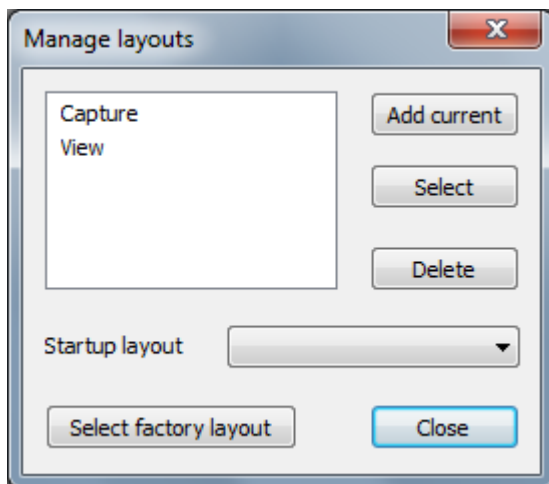 Manage layouts
Capture
View
Add current
Select
Delete
Startup layout
Select factory layout
Close